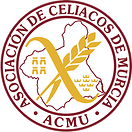 ASOCIACIÓN DE CELIACOS DE MURCIA
• ACMU •